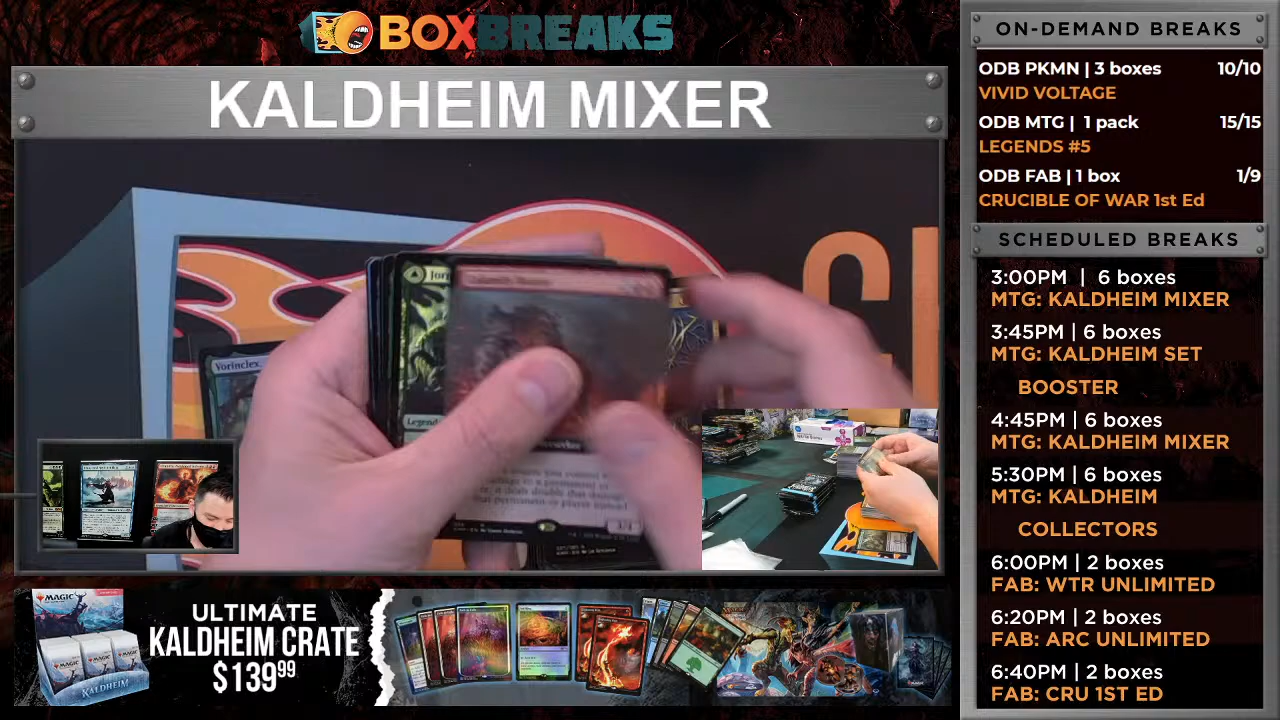 BOXBREAKS
KALDHEIM MIXER
ON-DEMAND BREAKS
ODB PKMN | 3 boxes 10/10
VIVID VOLTAGE
ODB MTG | 1 pack 15/15
LEGENDS #5
ODB FAB | 1 box 1/9
CRUCIBLE OF WAR 1st Ed
SCHEDULED BREAKS
3:00PM | 6 boxes
MTG: KALDHEIM MIXER
3:45PM | 6 boxes
MTG: KALDHEIM SET
BOOSTER
4:45PM | 6 boxes
MTG: KALDHEIM MIXER
5:30PM | 6 boxes
MTG: KALDHEIM
COLLECTORS
6:00PM | 2 boxes
FAB: WTR UNLIMITED
6:20PM | 2 boxes
FAB: ARC UNLIMITED
6:40PM | 2 boxes
FAB: CRU 1ST ED
Vorinclex
MAGIC
KALDHEIM
ULTIMATE
KALDHEIM CRATE
$139.99